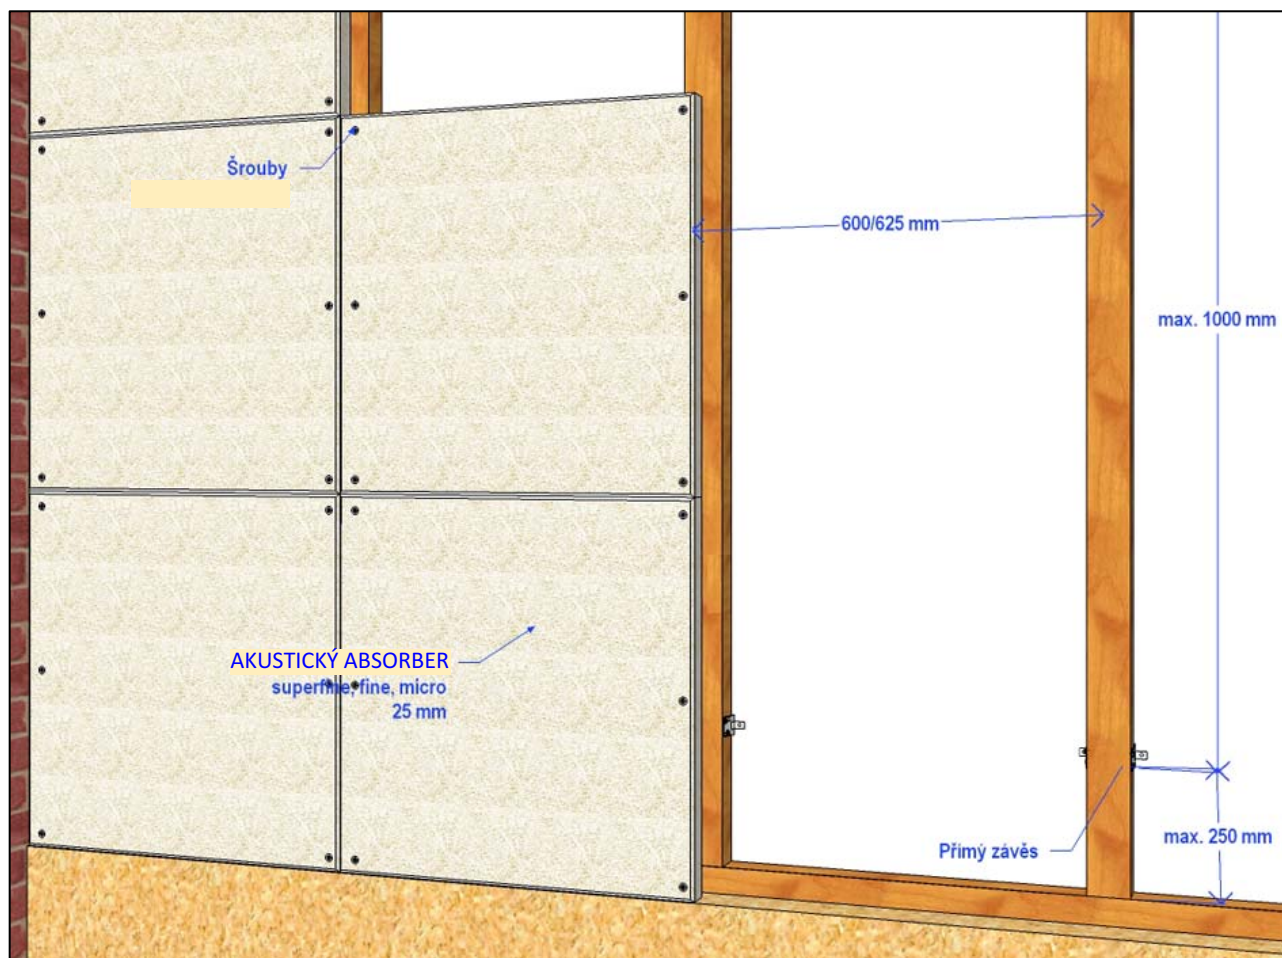 Šrouby
600/625 mm
max. 1000 mm
AKUSTICKÝ ABSORBER
superfine, fine, micro
25 mm
Přímý závěs
max. 250 mm